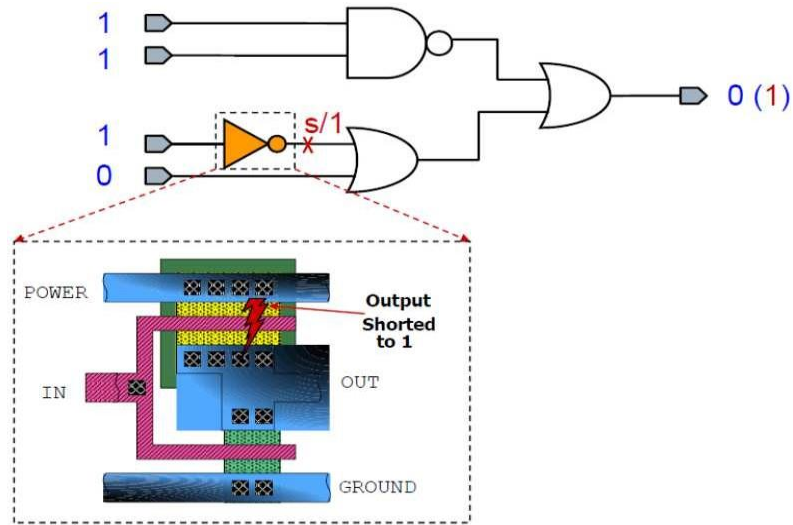 1
1
1
s/1
0
0 (1)
POWER
Output
Shorted
to 1
IN
OUT
GROUND